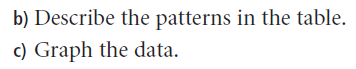 b) Describe the patterns in the table.
c) Graph the data.